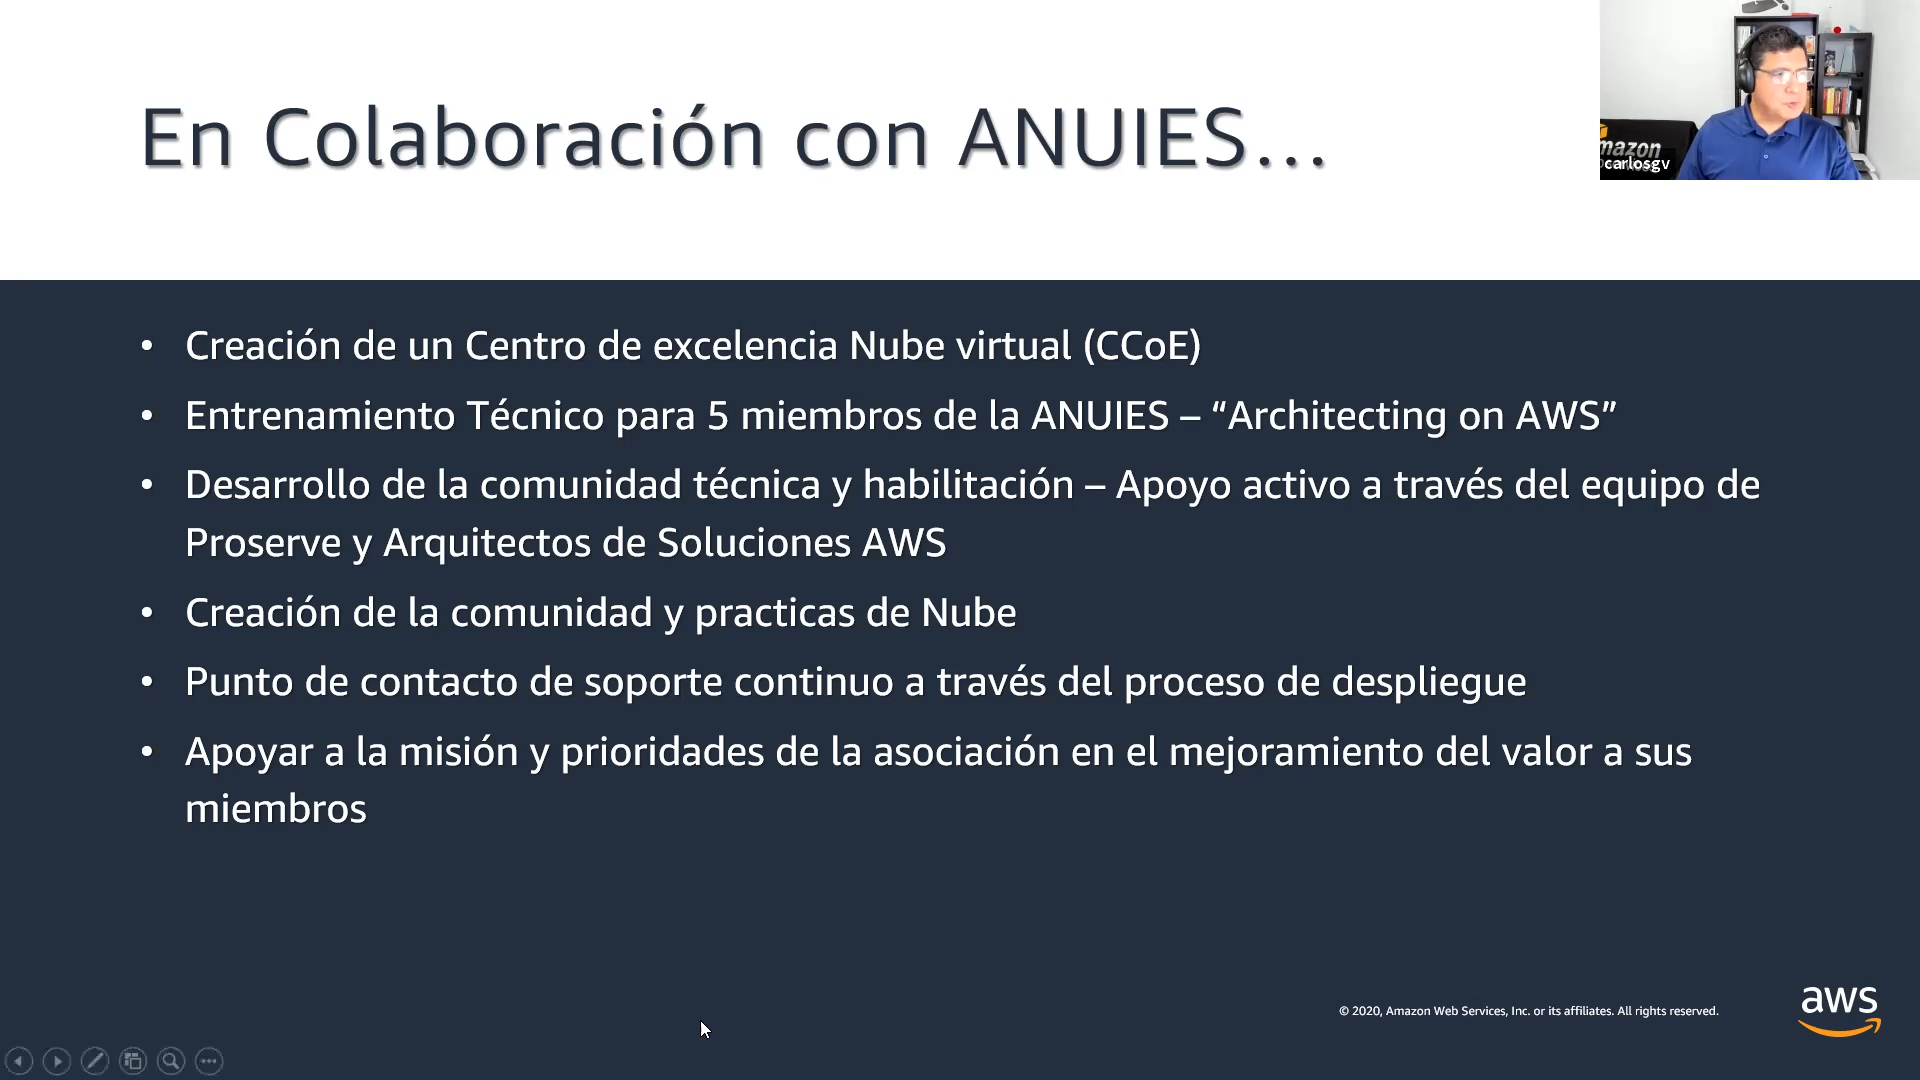 En Colaboración con ANUIES…
mazon
carlosgv
• Creación de un Centro de excelencia Nube virtual (CCoE)
• Entrenamiento Técnico para 5 miembros de la ANUIES – “Architecting on AWS”
• Desarrollo de la comunidad técnica y habilitación – Apoyo activo a través del equipo de
Proserve y Arquitectos de Soluciones AWS
• Creación de la comunidad y practicas de Nube
• Punto de contacto de soporte continuo a través del proceso de despliegue
• Apoyar a la misión y prioridades de la asociación en el mejoramiento del valor a sus
miembros
© 2020, Amazon Web Services, Inc. or its affiliates. All rights reserved.
aws